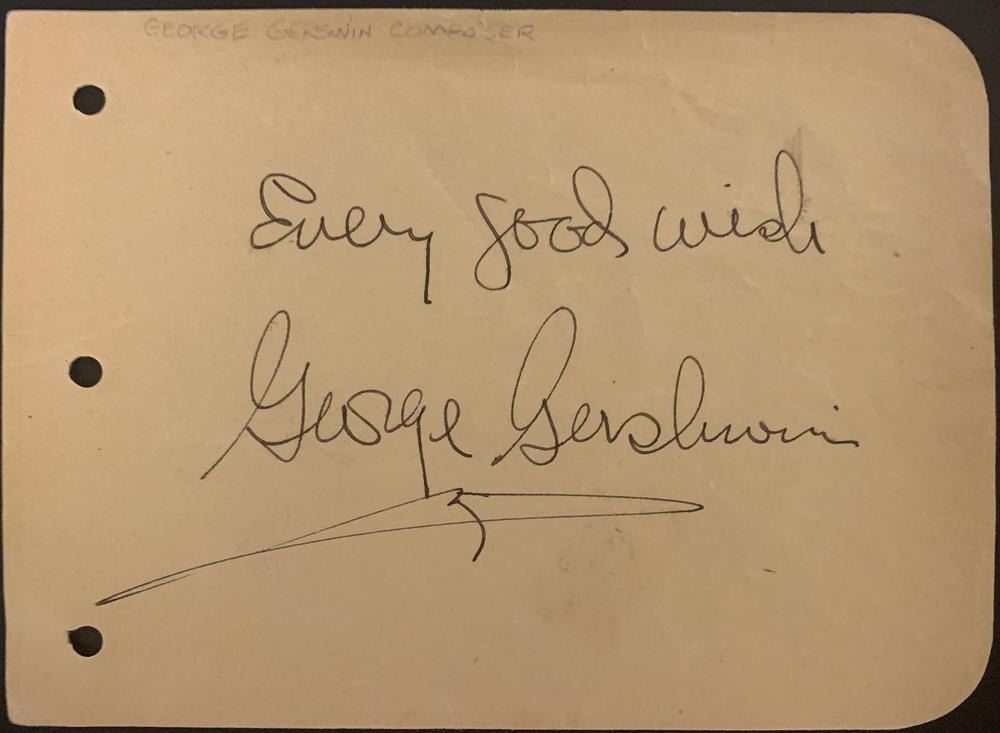 GEORGE GERSWIN COMPOSER
Every good wish
George Gershwin